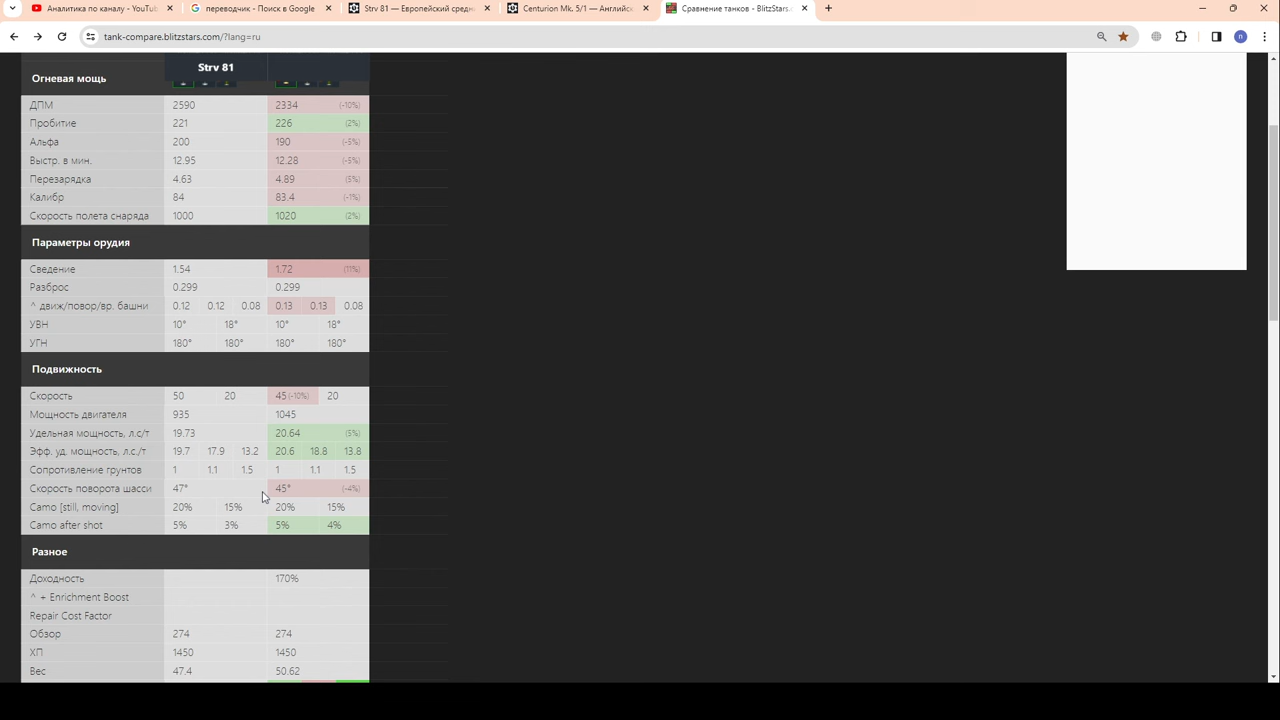 Аналитика по каналу - YouTub
переводчик - Поиск в Google
Strv 81 — Европейский средн
Centurion Mk. 5/1 — Английск
Сравнение танков - BlitzStars.c
tank-compare.blitzstars.com/?lang=ru
n
Strv 81
Огневая мощь
ДПМ 2590 2334 (-10%)
Пробитие 221 226 (2%)
Альфа 200 190 (-5%)
Выстр. в мин. 12.95 12.28 (-5%)
Перезарядка 4.63 4.89 (5%)
Калибр 84 83.4 (-1%)
Скорость полета снаряда 1000 1020 (2%)
Параметры орудия
Сведение 1.54 1.72 (11%)
Разброс 0.299 0.299
^ движ/повор/вр. башни 0.12 0.12 0.08 0.13 0.13 0.08
УВН 10° 18° 10° 18°
УГН 180° 180° 180° 180°
Подвижность
Скорость 50 20 45 (-10%) 20
Мощность двигателя 935 1045
Удельная мощность, л.с/т 19.73 20.64 (5%)
Эфф. уд. мощность, л.с./т 19.7 17.9 13.2 20.6 18.8 13.8
Сопротивление грунтов 1 1.1 1.5 1 1.1 1.5
Скорость поворота шасси 47° 45° (-4%)
Camo [still, moving] 20% 15% 20% 15%
Camo after shot 5% 3% 5% 4%
Разное
Доходность 170%
^ + Enrichment Boost
Repair Cost Factor
Обзор 274 274
ХП 1450 1450
Вес 47.4 50.62